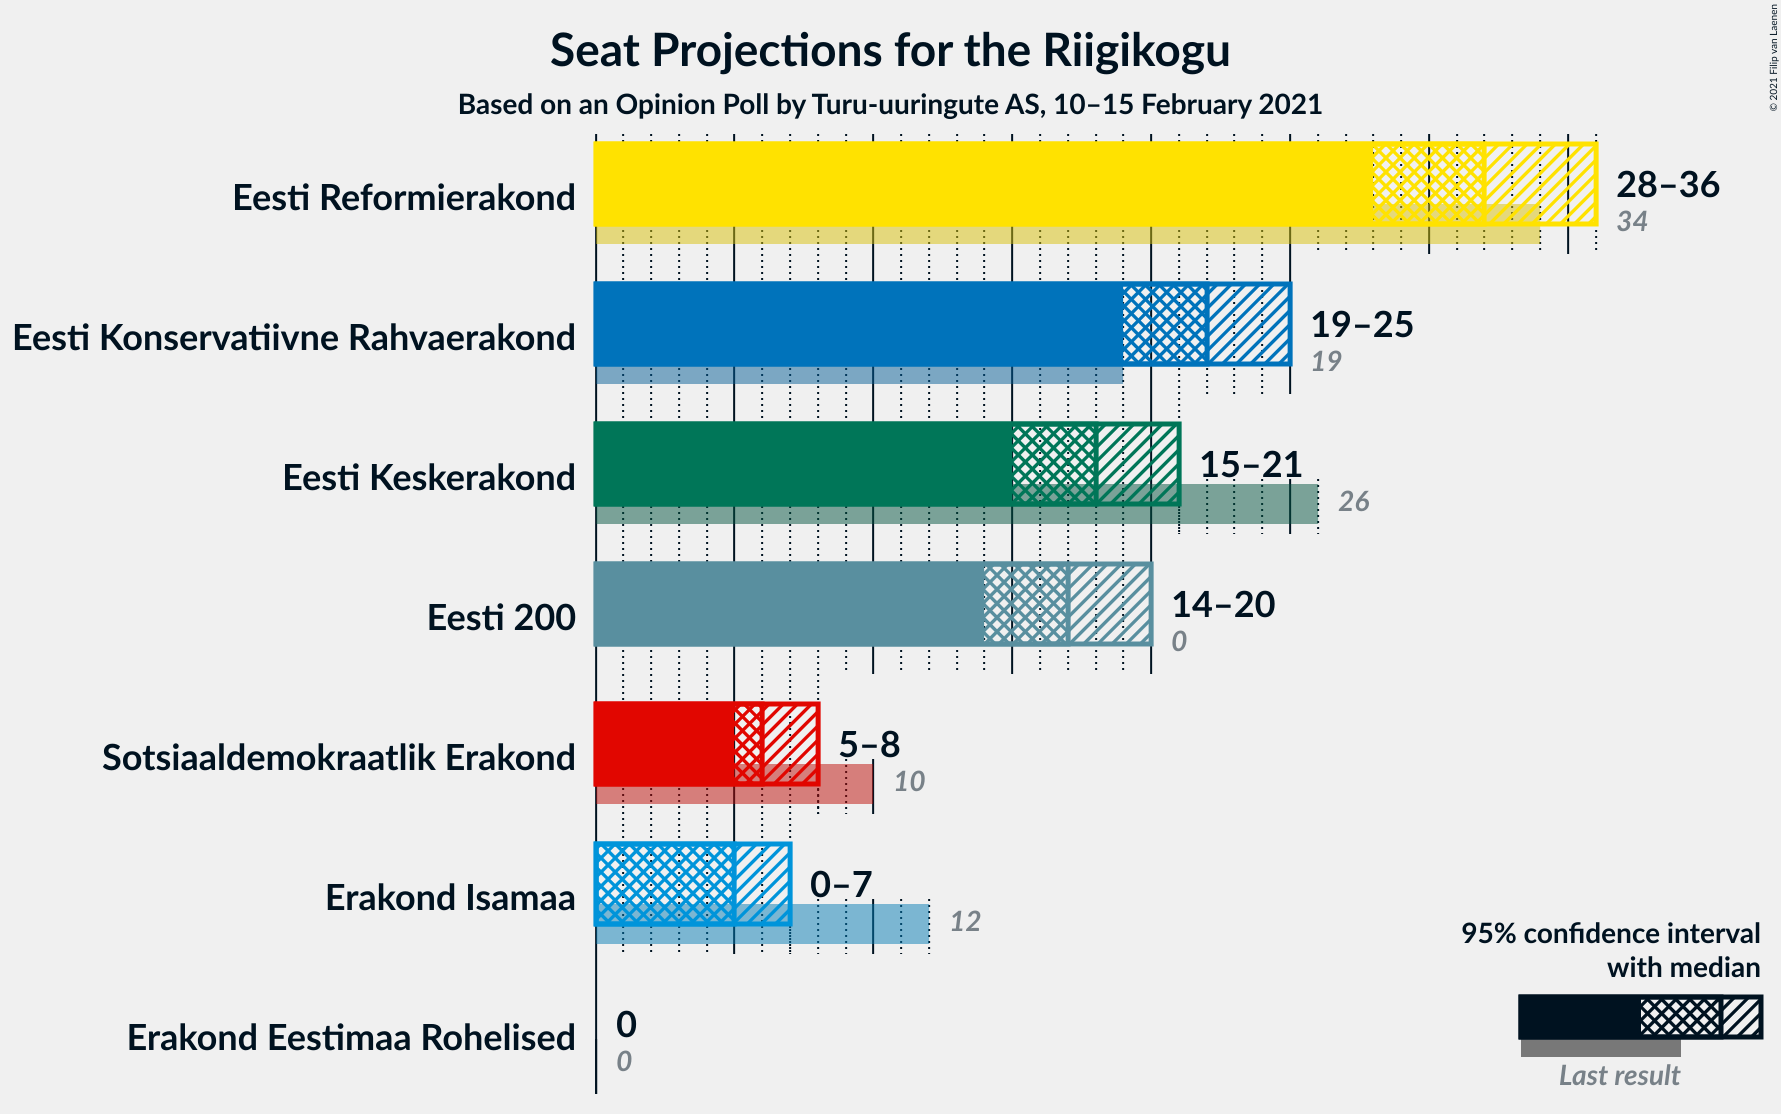 Seat Projections for the Riigikogu
Based on an Opinion Poll by Turu-uuringute AS, 10–15 February 2021
© 2021 Filip van Laenen
Eesti Reformierakond
28–36
34
Eesti Konservatiivne Rahvaerakond
19–25
19
Eesti Keskerakond
15–21
26
Eesti 200
14–20
0
Sotsiaaldemokraatlik Erakond
5–8
10
Erakond Isamaa
0–7
12
Erakond Eestimaa Rohelised
0
0
95% confidence interval
with median
Last result